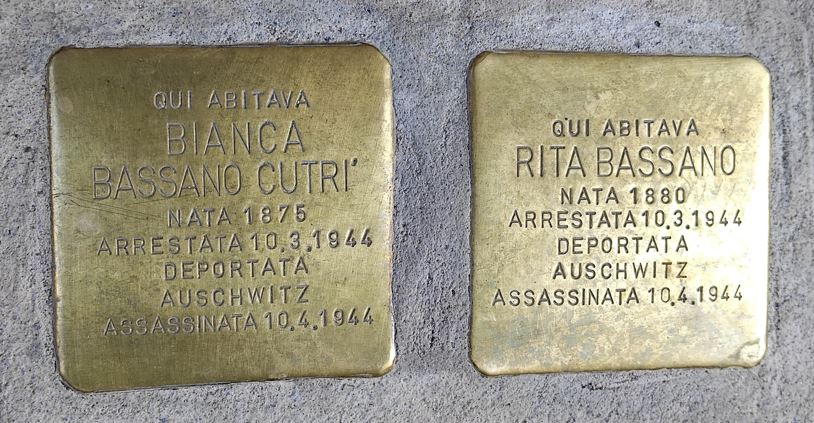 QUI ABITAVA
BIANCA
BASSANO CUTRI'
NATA 1875
ARRESTATA 10.3.1944
DEPORTATA
AUSCHWITZ
ASSASSINATA 10.4.1944
QUI ABITAVA
RITA BASSANO
NATA 1880
ARRESTATA 10.3.1944
DEPORTATA
AUSCHWITZ
ASSASSINATA 10.4.1944